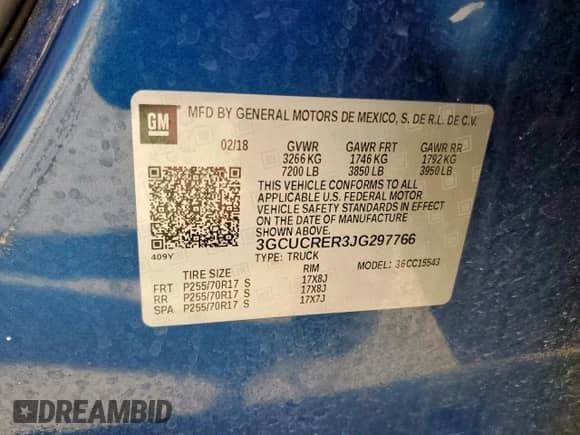 GM
MFD BY GENERAL MOTORS DE MEXICO, S. DE R.L. DE C.V.
02/18 GVWR GAWR FRT GAWR RR
3266 KG 1746 KG 1792 KG
7200 LB 3850 LB 3950 LB
THIS VEHICLE CONFORMS TO ALL
APPLICABLE U.S. FEDERAL MOTOR
VEHICLE SAFETY STANDARDS IN EFFECT
ON THE DATE OF MANUFACTURE
SHOWN ABOVE.
409Y 3GCUCRER3JG297766
TYPE: TRUCK MODEL: 36CC15543
TIRE SIZE RIM
FRT P255/70R17 S 17X8J
RR P255/70R17 S 17X8J
SPA P255/70R17 S 17X7J
DREAMBID